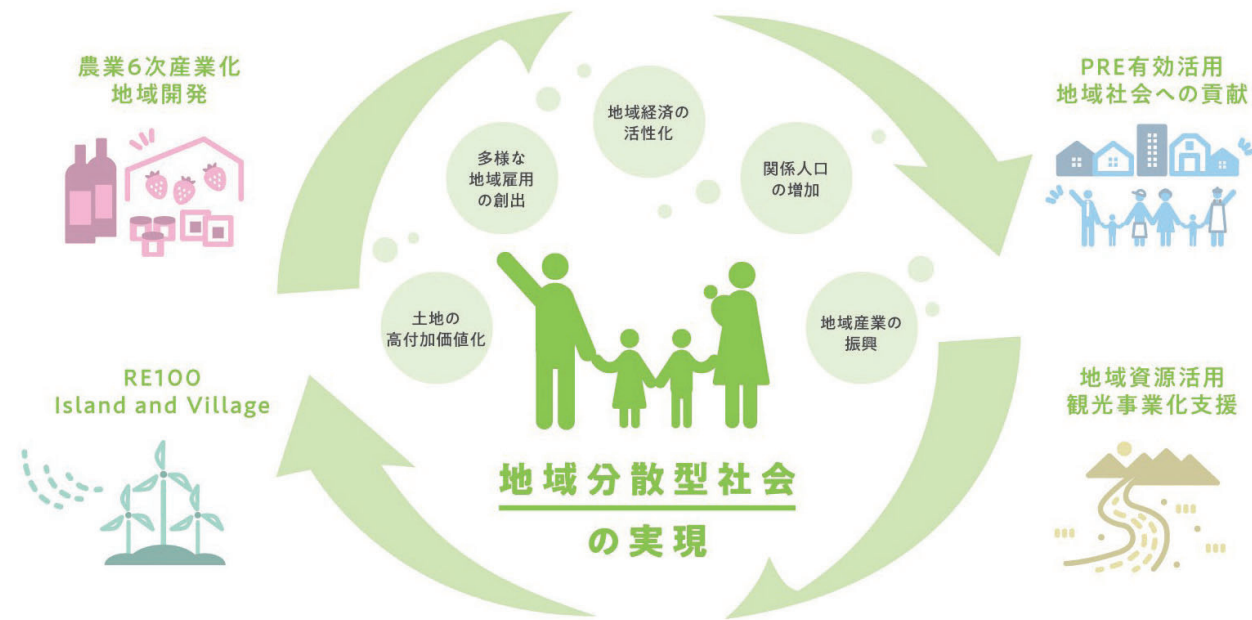 農業6次産業化
地域開発
PRE有効活用
地域社会への貢献
地域経済の
活性化
多様な
地域雇用
の創出
関係人口
の増加
土地の
高付加価値化
地域産業の
振興
RE100
Island and Village
地域資源活用
観光事業化支援
地域分散型社会
の実現